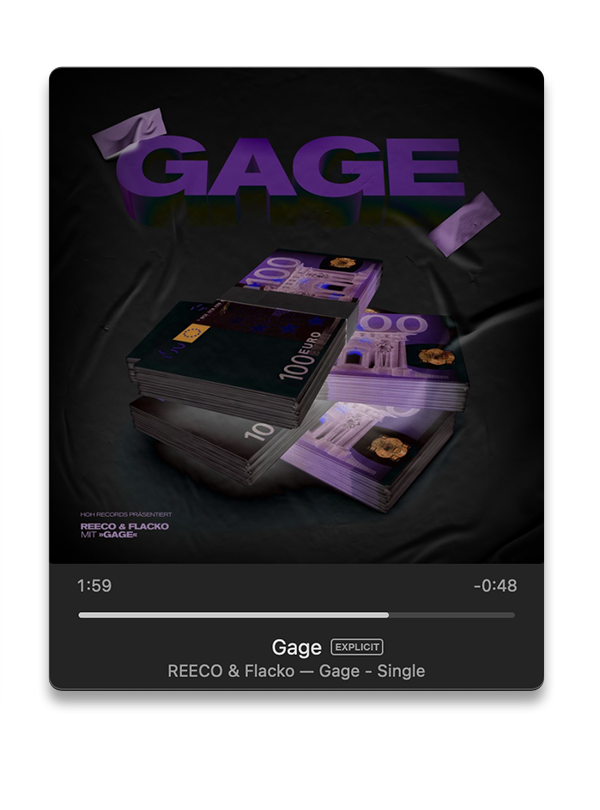 GAGE
100
100
100 EURO
10
HOH RECORDS PRÄSENTIERT
REECO & FLACKO
MIT »GAGE«
1:59
-0:48
Gage EXPLICIT
REECO & Flacko — Gage - Single